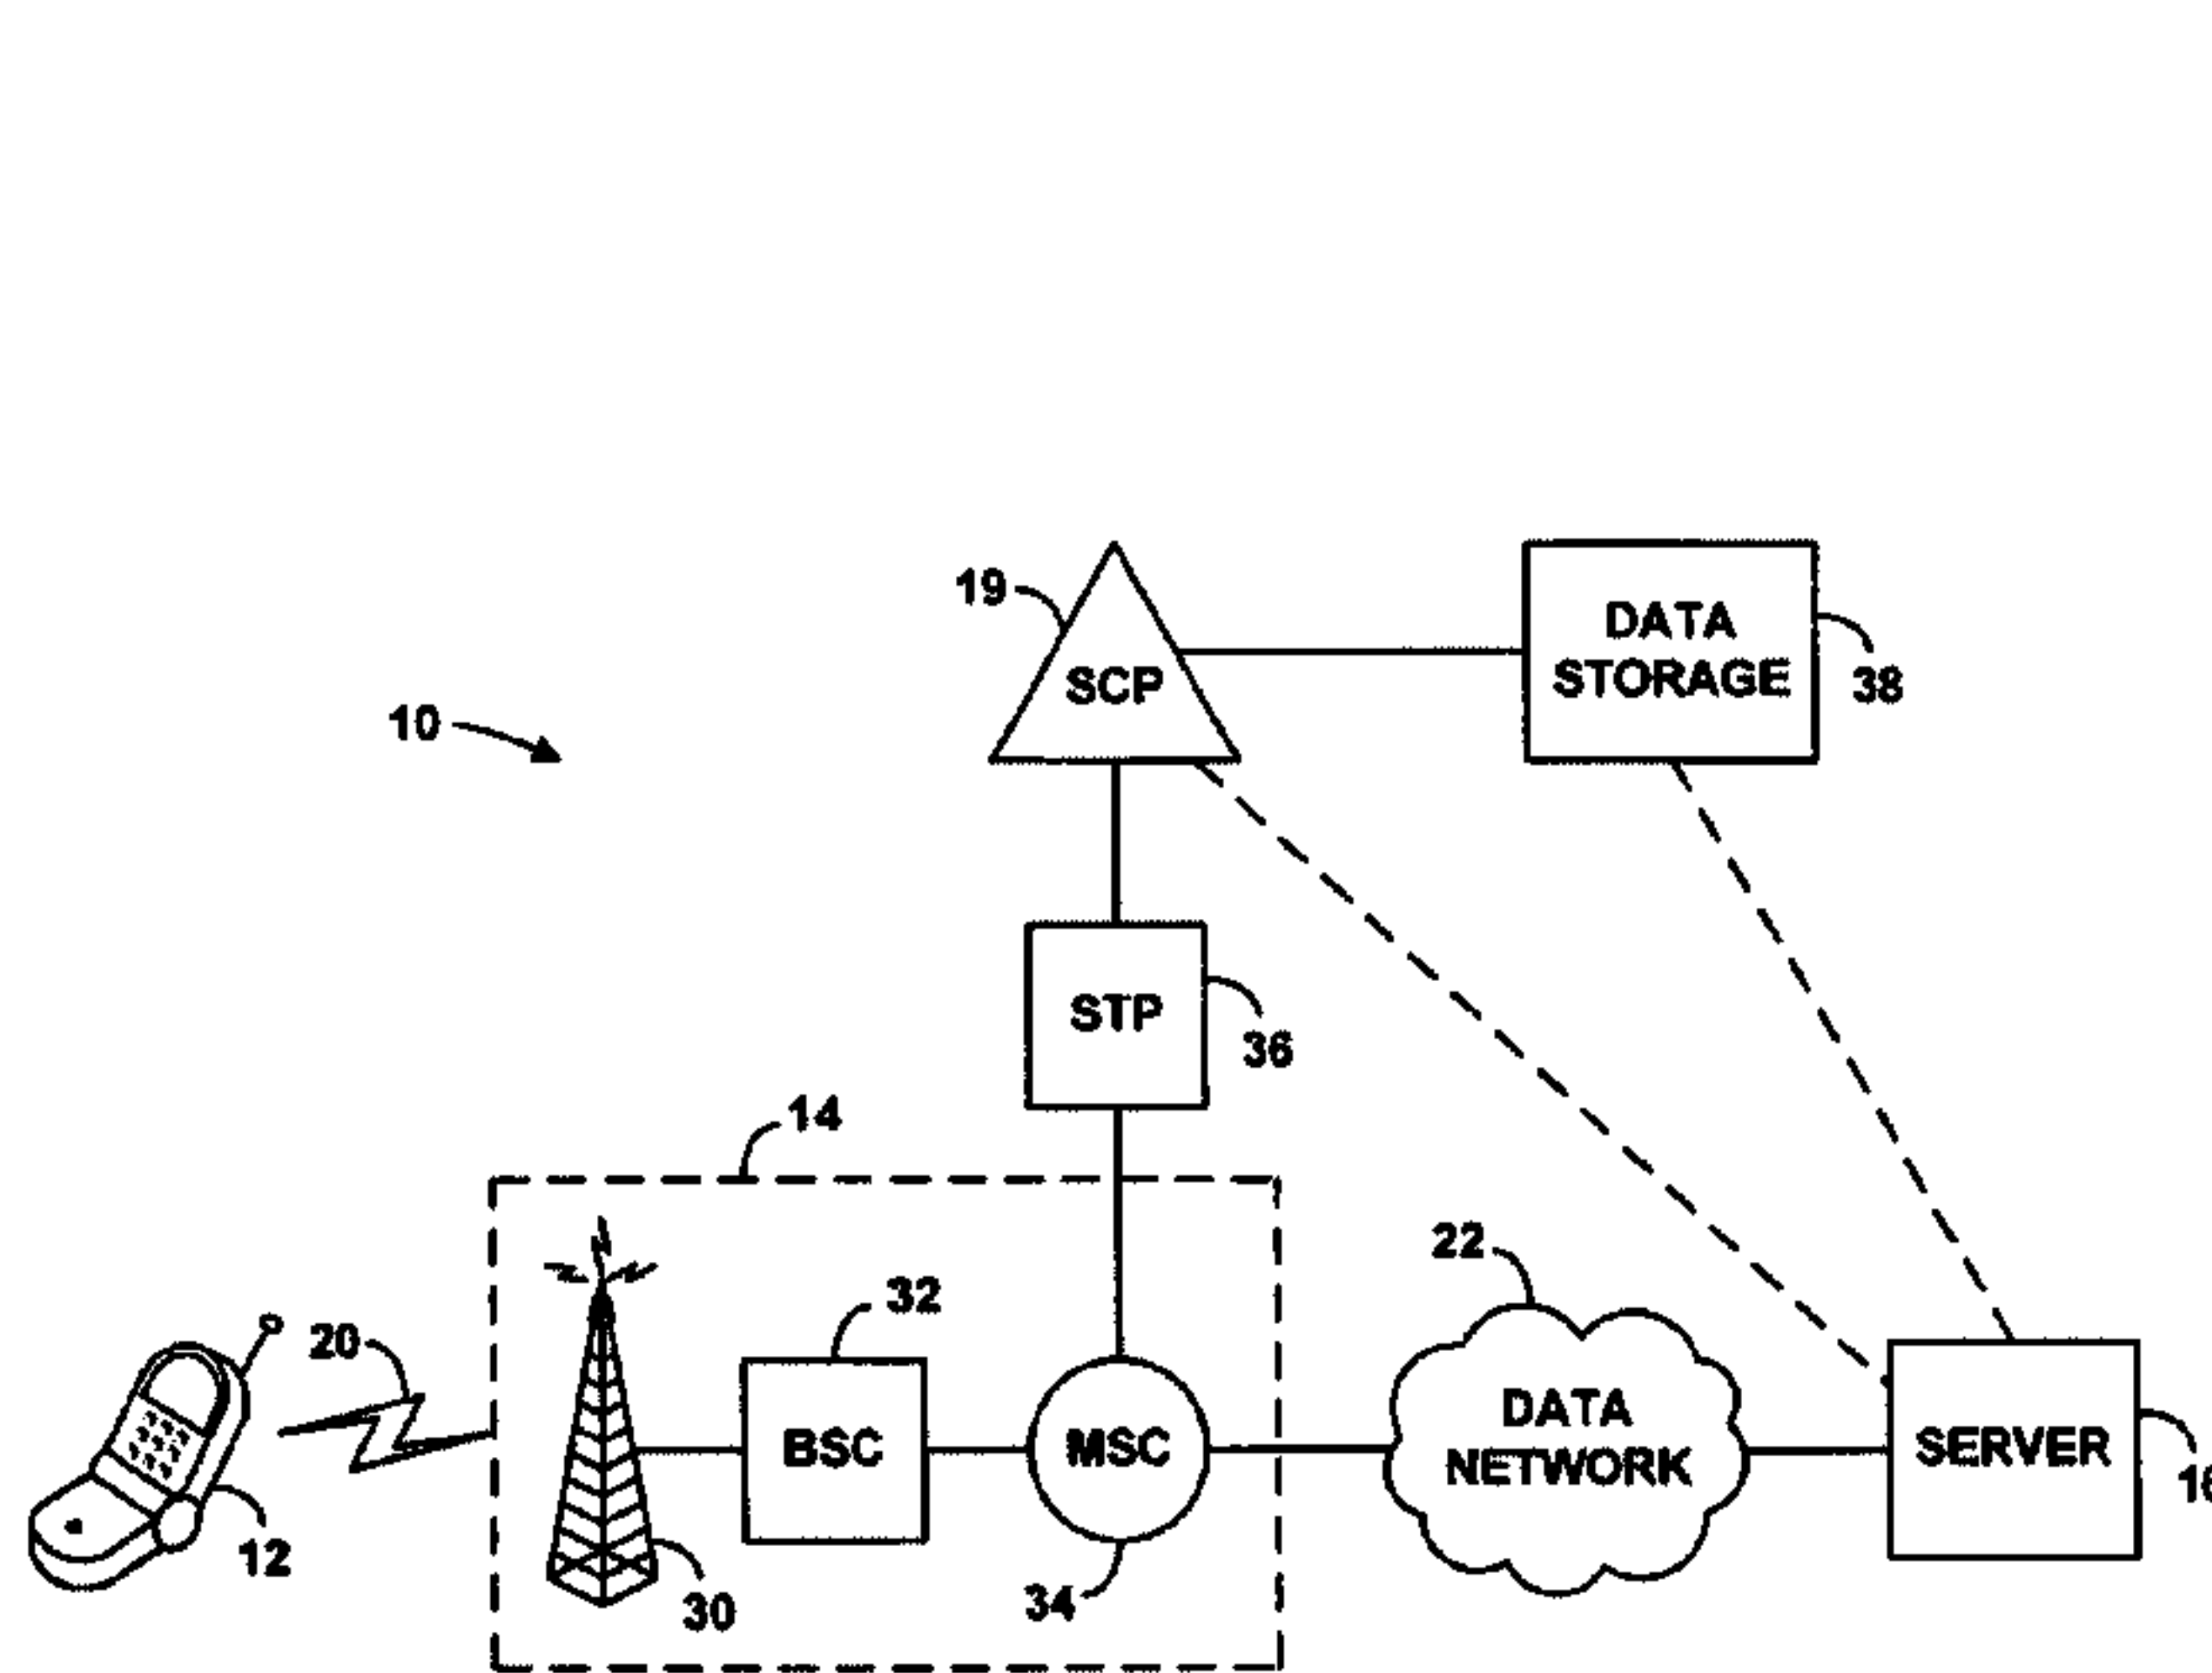 19
DATA
STORAGE
SCP
38
10
STP
36
14
22
32
20
DATA
NETWORK
BSC
MSC
SERVER
12
30
34